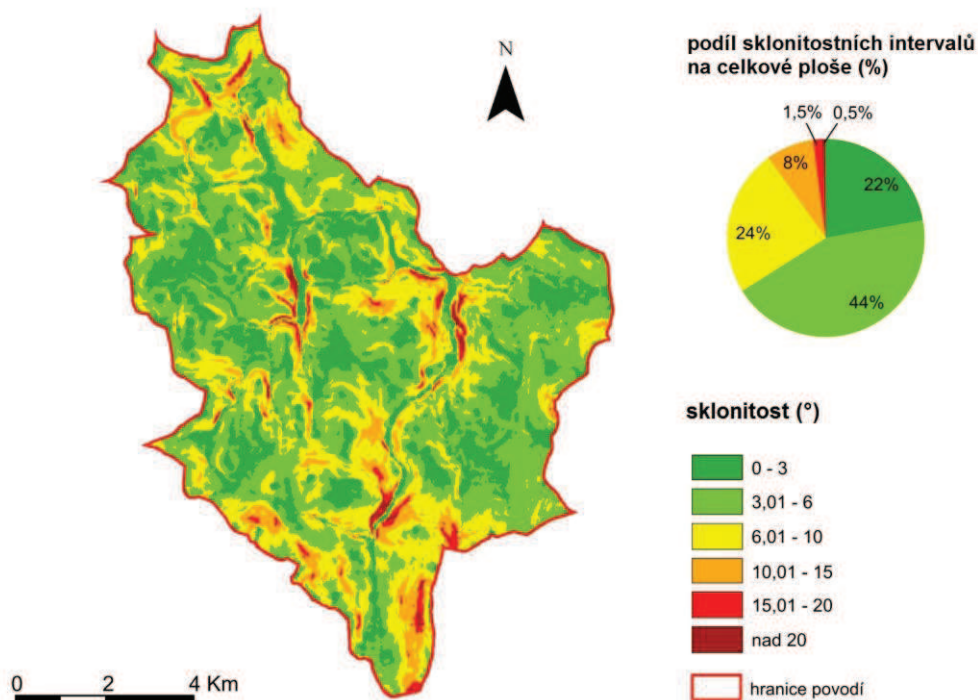 N
podíl sklonitostních intervalů
na celkové ploše (%)
1,5%
0,5%
8%
22%
24%
44%
sklonitost (°)
0 - 3
3,01 - 6
6,01 - 10
10,01 - 15
15,01 - 20
nad 20
hranice povodí
0 2 4 Km